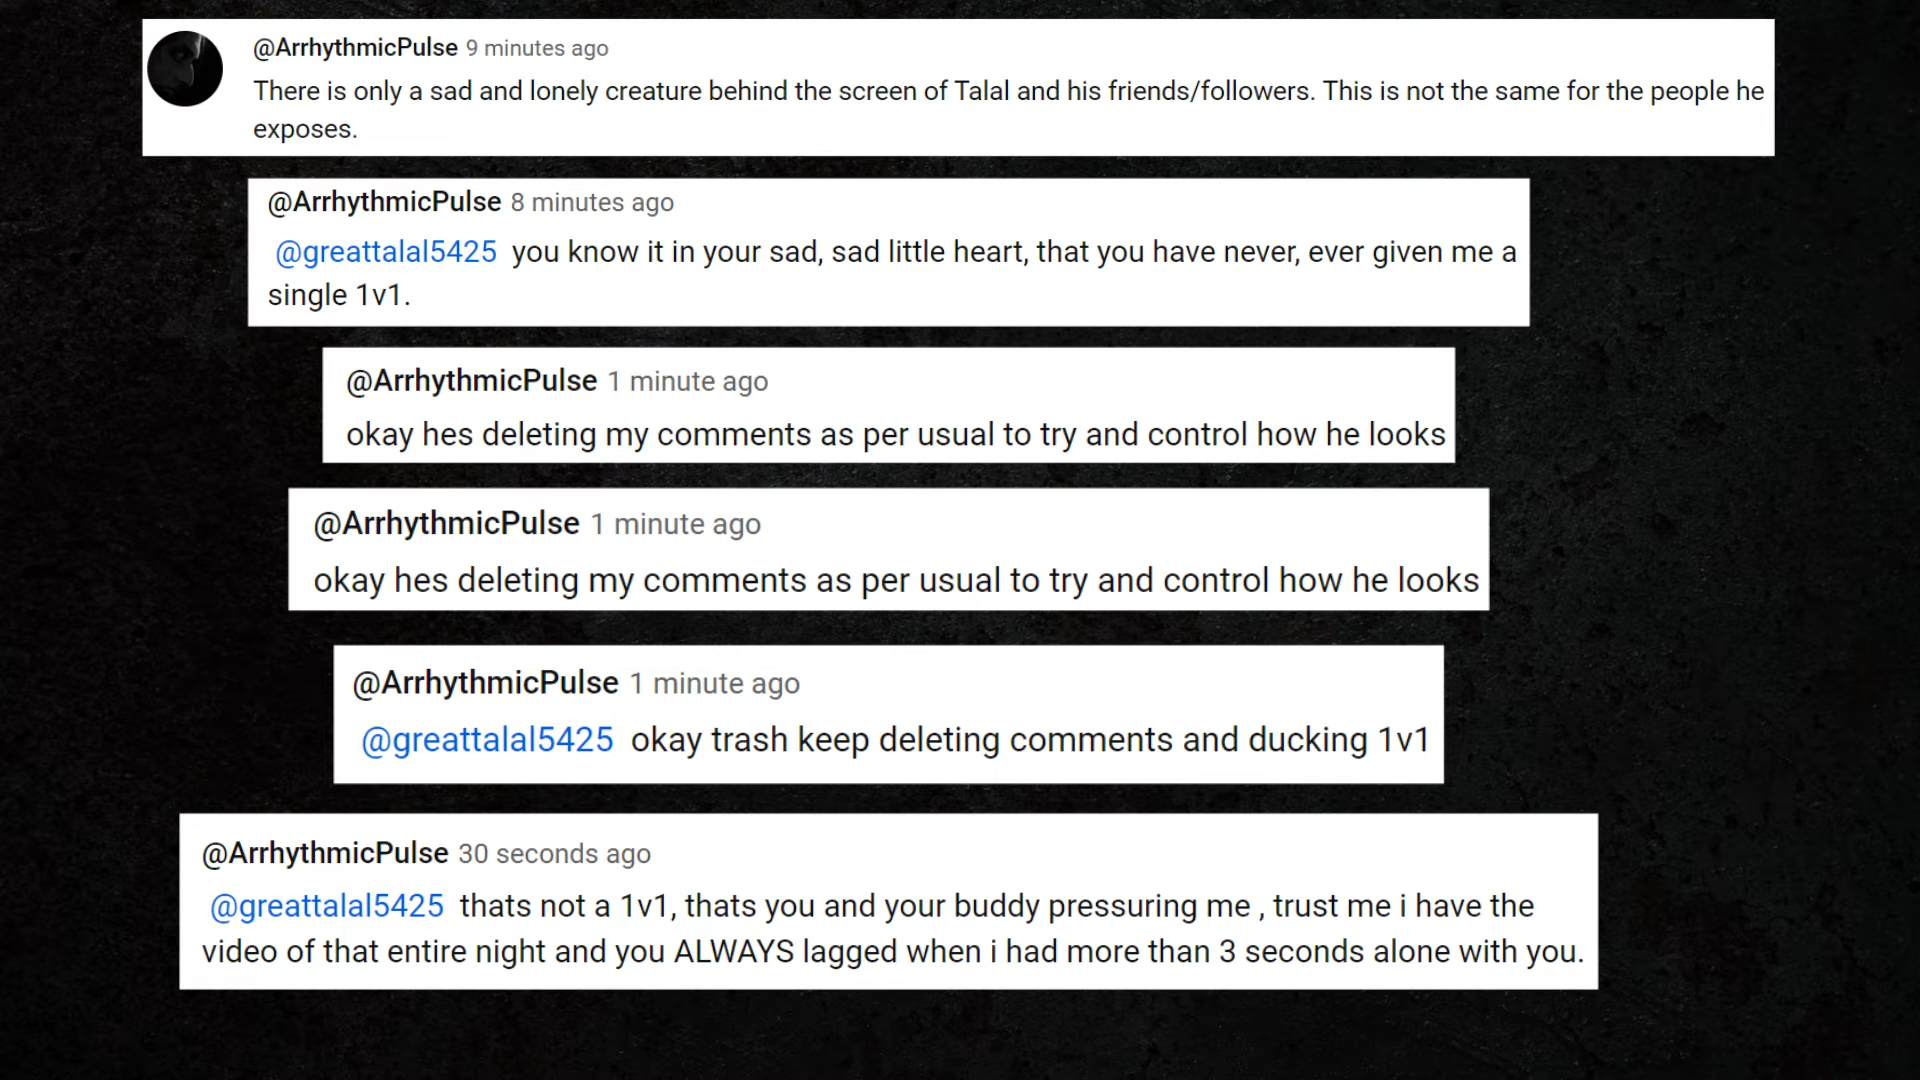 @ArrhythmicPulse 9 minutes ago
There is only a sad and lonely creature behind the screen of Talal and his friends/followers. This is not the same for the people he
exposes.
@ArrhythmicPulse 8 minutes ago
@greattalal5425 you know it in your sad, sad little heart, that you have never, ever given me a
single 1v1.
@ArrhythmicPulse 1 minute ago
okay hes deleting my comments as per usual to try and control how he looks
@ArrhythmicPulse 1 minute ago
okay hes deleting my comments as per usual to try and control how he looks
@ArrhythmicPulse 1 minute ago
@greattalal5425 okay trash keep deleting comments and ducking 1v1
@ArrhythmicPulse 30 seconds ago
@greattalal5425 thats not a 1v1, thats you and your buddy pressuring me , trust me i have the
video of that entire night and you ALWAYS lagged when i had more than 3 seconds alone with you.